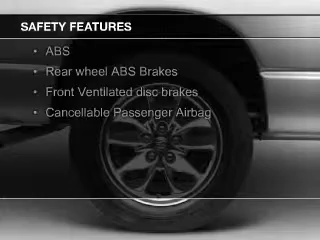 SAFETY FEATURES
• ABS
• Rear wheel ABS Brakes
• Front Ventilated disc brakes
• Cancellable Passenger Airbag